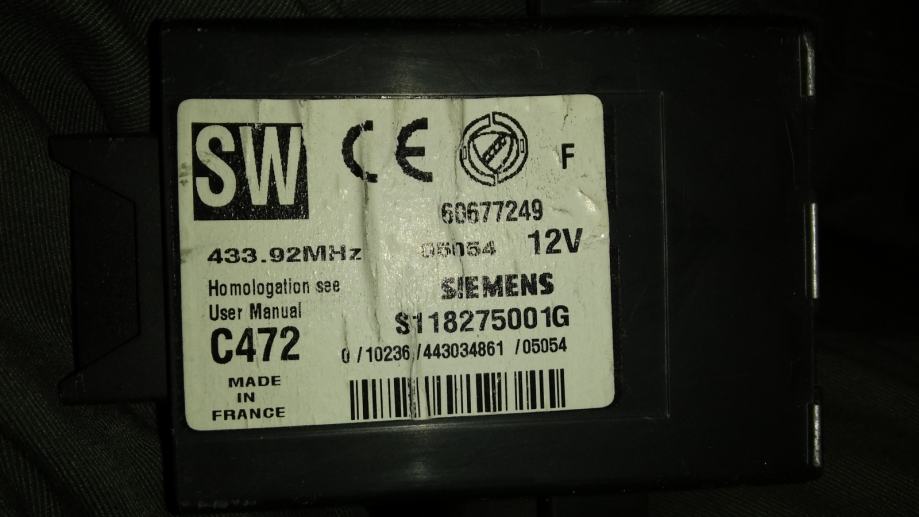 SW
CE
F
60677249
433.92MHz
05054 12V
Homologation see
User Manual
SIEMENS
S118275001G
C472
0/10236/443034861/05054
MADE
IN
FRANCE